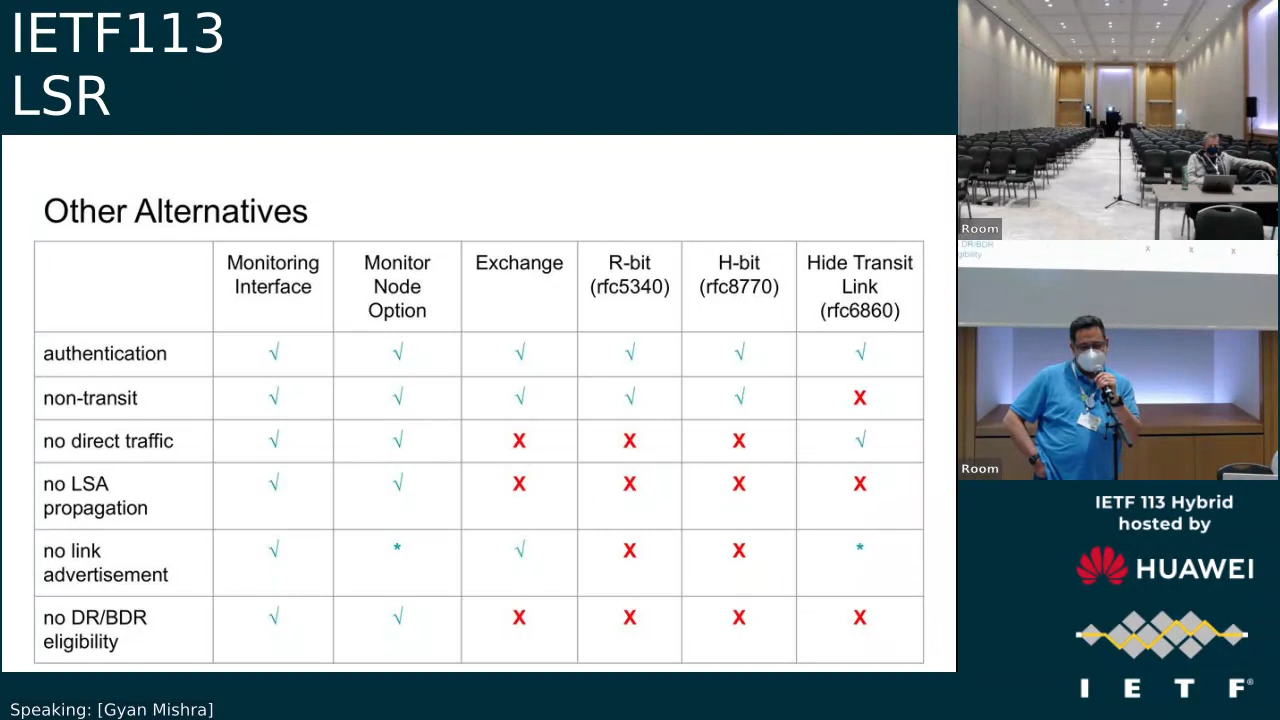 IETF113
LSR
Other Alternatives
Monitoring Interface
Monitor Node Option
Exchange
R-bit (rfc5340)
H-bit (rfc8770)
Hide Transit Link (rfc6860)
authentication √ √ √ √ √ √
non-transit √ √ √ √ √ X
no direct traffic √ √ X X X √
no LSA propagation √ √ X X X X
no link advertisement √ * √ X X *
no DR/BDR eligibility √ √ X X X X
Room
DR/BDR
X X X
Room
IETF 113 Hybrid
hosted by
HUAWEI
I E T F®
Speaking: [Gyan Mishra]